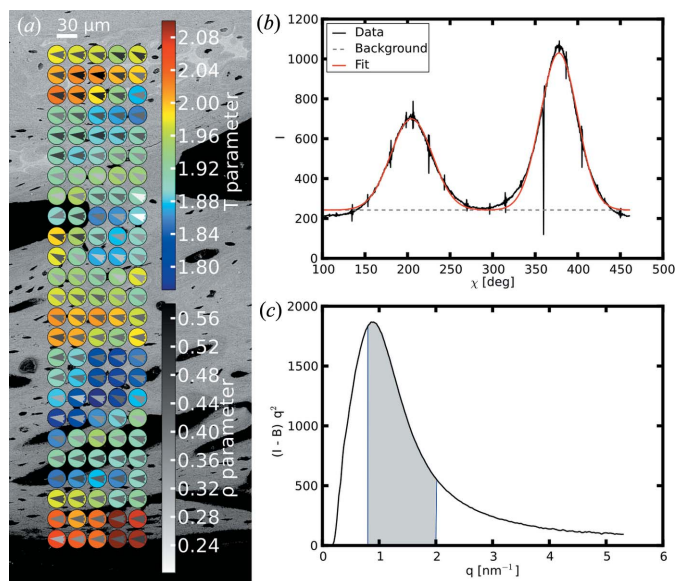 (a)
30 μm
2.08
2.04
2.00
1.96
1.92
1.88
1.84
1.80
T parameter
0.56
0.52
0.48
0.44
0.40
0.36
0.32
0.28
0.24
ρ parameter
(b)
1200
1000
800
600
400
200
0
I
Data
Background
Fit
100 150 200 250 300 350 400 450 500
χ [deg]
(c)
2000
1500
1000
500
0
(I - B) q²
0 1 2 3 4 5 6
q [nm⁻¹]